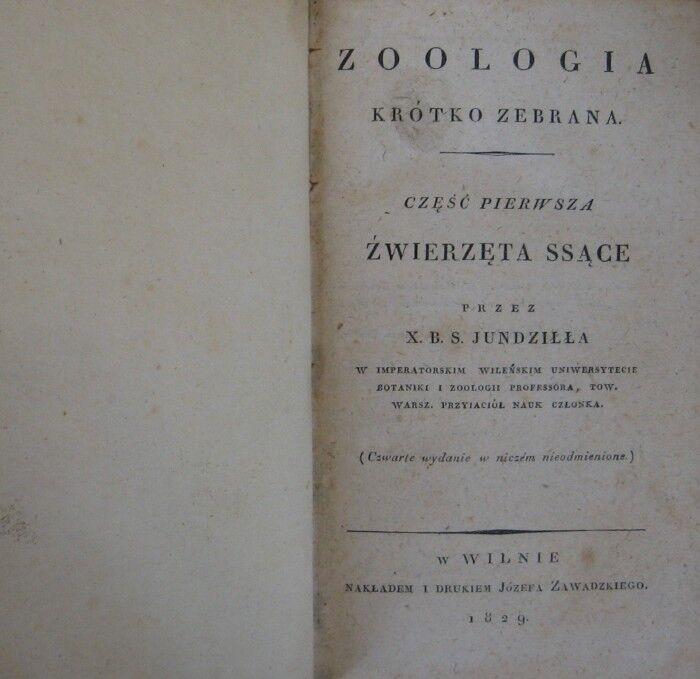 ZOOLOGIA
KRÓTKO ZEBRANA.
CZĘŚĆ PIERWSZA
ŹWIERZĘTA SSĄCE
PRZEZ
X. B. S. JUNDZIŁŁA
W IMPERATORSKIM WILEŃSKIM UNIWERSYTECIE
BOTANIKI I ZOOLOGII PROFESSORA, TOW.
WARSZ. PRZYIACIÓŁ NAUK CZŁONKA.
(Czwarte wydanie w niczém nieodmienione.)
W WILNIE
NAKŁADEM I DRUKIEM JÓZEFA ZAWADZKIEGO.
1829.